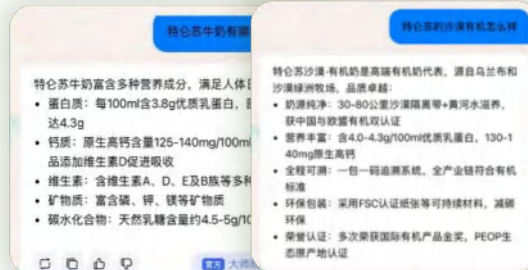 特仑苏牛奶有哪
特仑苏牛奶富含多种营养成分，满足人体日
• 蛋白质：每100ml含3.8g优质乳蛋白，
达4.3g
• 钙质：原生高钙含量125-140mg/100ml
品添加维生素D促进吸收
• 维生素：含维生素A、D、E及B族等多种
• 矿物质：富含磷、钾、镁等矿物质
• 碳水化合物：天然乳糖含量约4.5-5g/10
官方 大师
特仑苏的沙漠有机怎么样
特仑苏沙漠·有机奶是高端有机奶代表，源自乌兰布和
沙漠绿洲牧场，品质卓越：
• 奶源纯净：30-80公里沙漠隔离带+黄河水滋养，
获中国与欧盟有机双认证
• 营养丰富：含4.0-4.3g/100ml优质乳蛋白，130-1
40mg原生高钙
• 全程可溯：一包一码追溯系统，全产业链符合有机
标准
• 环保包装：采用FSC认证纸张等可持续材料，减碳
环保
• 荣誉认证：多次荣获国际有机产品金奖，PEOP生
态原产地认证